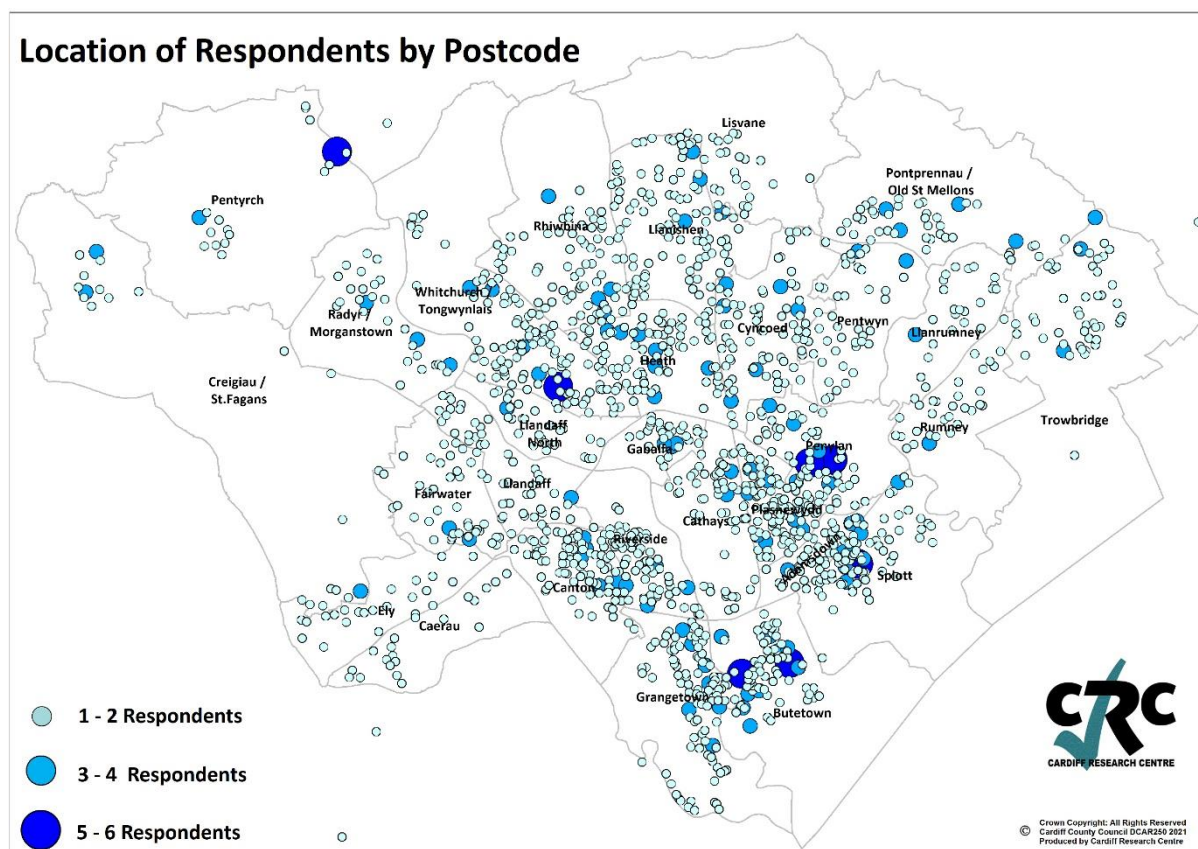 Location of Respondents by Postcode
Lisvane
Pontprennau /
Old St Mellons
Pentyrch
Rhiwbina
Llanishen
Whitchurch /
Tongwynlais
Radyr /
Morganstown
Cyncoed
Pentwyn
Llanrumney
Heath
Creigiau /
St.Fagans
Trowbridge
Llandaff
North
Gabalfa
Penylan
Rumney
Llandaff
Fairwater
Plasnewydd
Cathays
Riverside
Adamsdown
Splott
Canton
Ely
Caerau
Grangetown
Butetown
1 - 2 Respondents
3 - 4 Respondents
5 - 6 Respondents
CRC
CARDIFF RESEARCH CENTRE
© Crown Copyright: All Rights Reserved
Cardiff County Council DCAR250 2021
Produced by Cardiff Research Centre